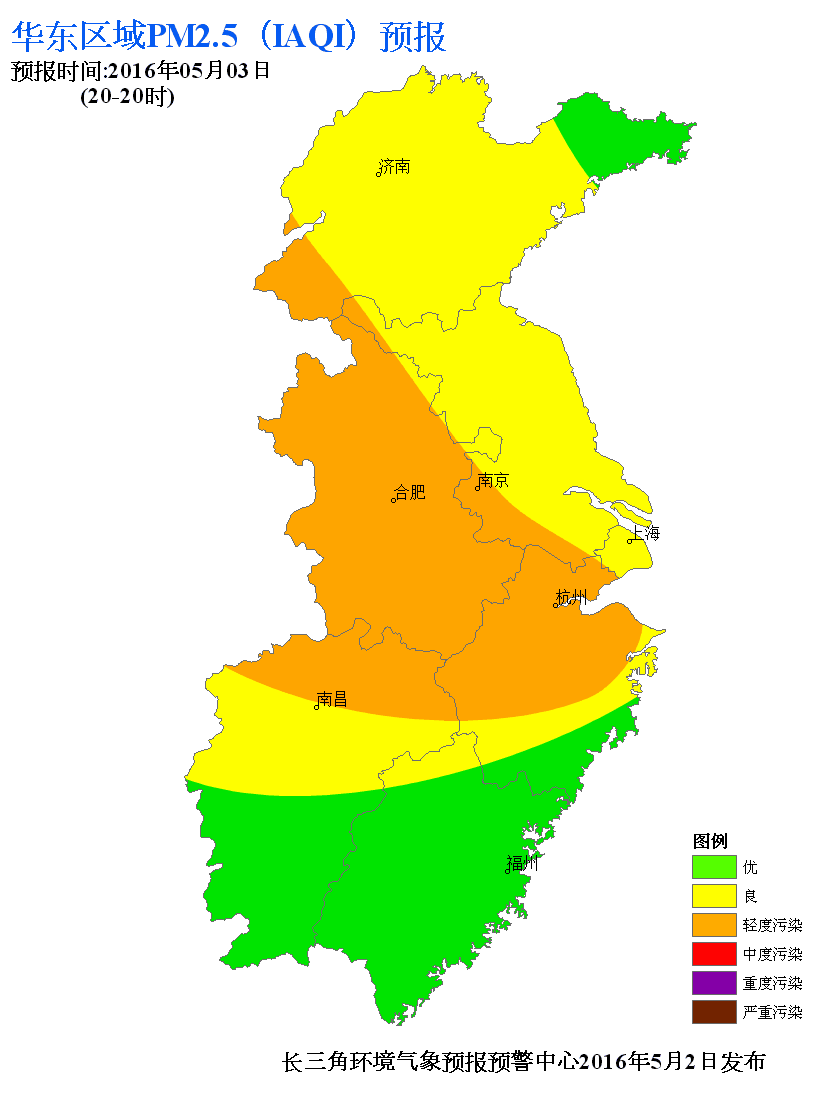 华东区域PM2.5（IAQI）预报
预报时间:2016年05月03日
(20-20时)
济南
合肥
南京
上海
杭州
南昌
福州
图例
优
良
轻度污染
中度污染
重度污染
严重污染
长三角环境气象预报预警中心2016年5月2日发布